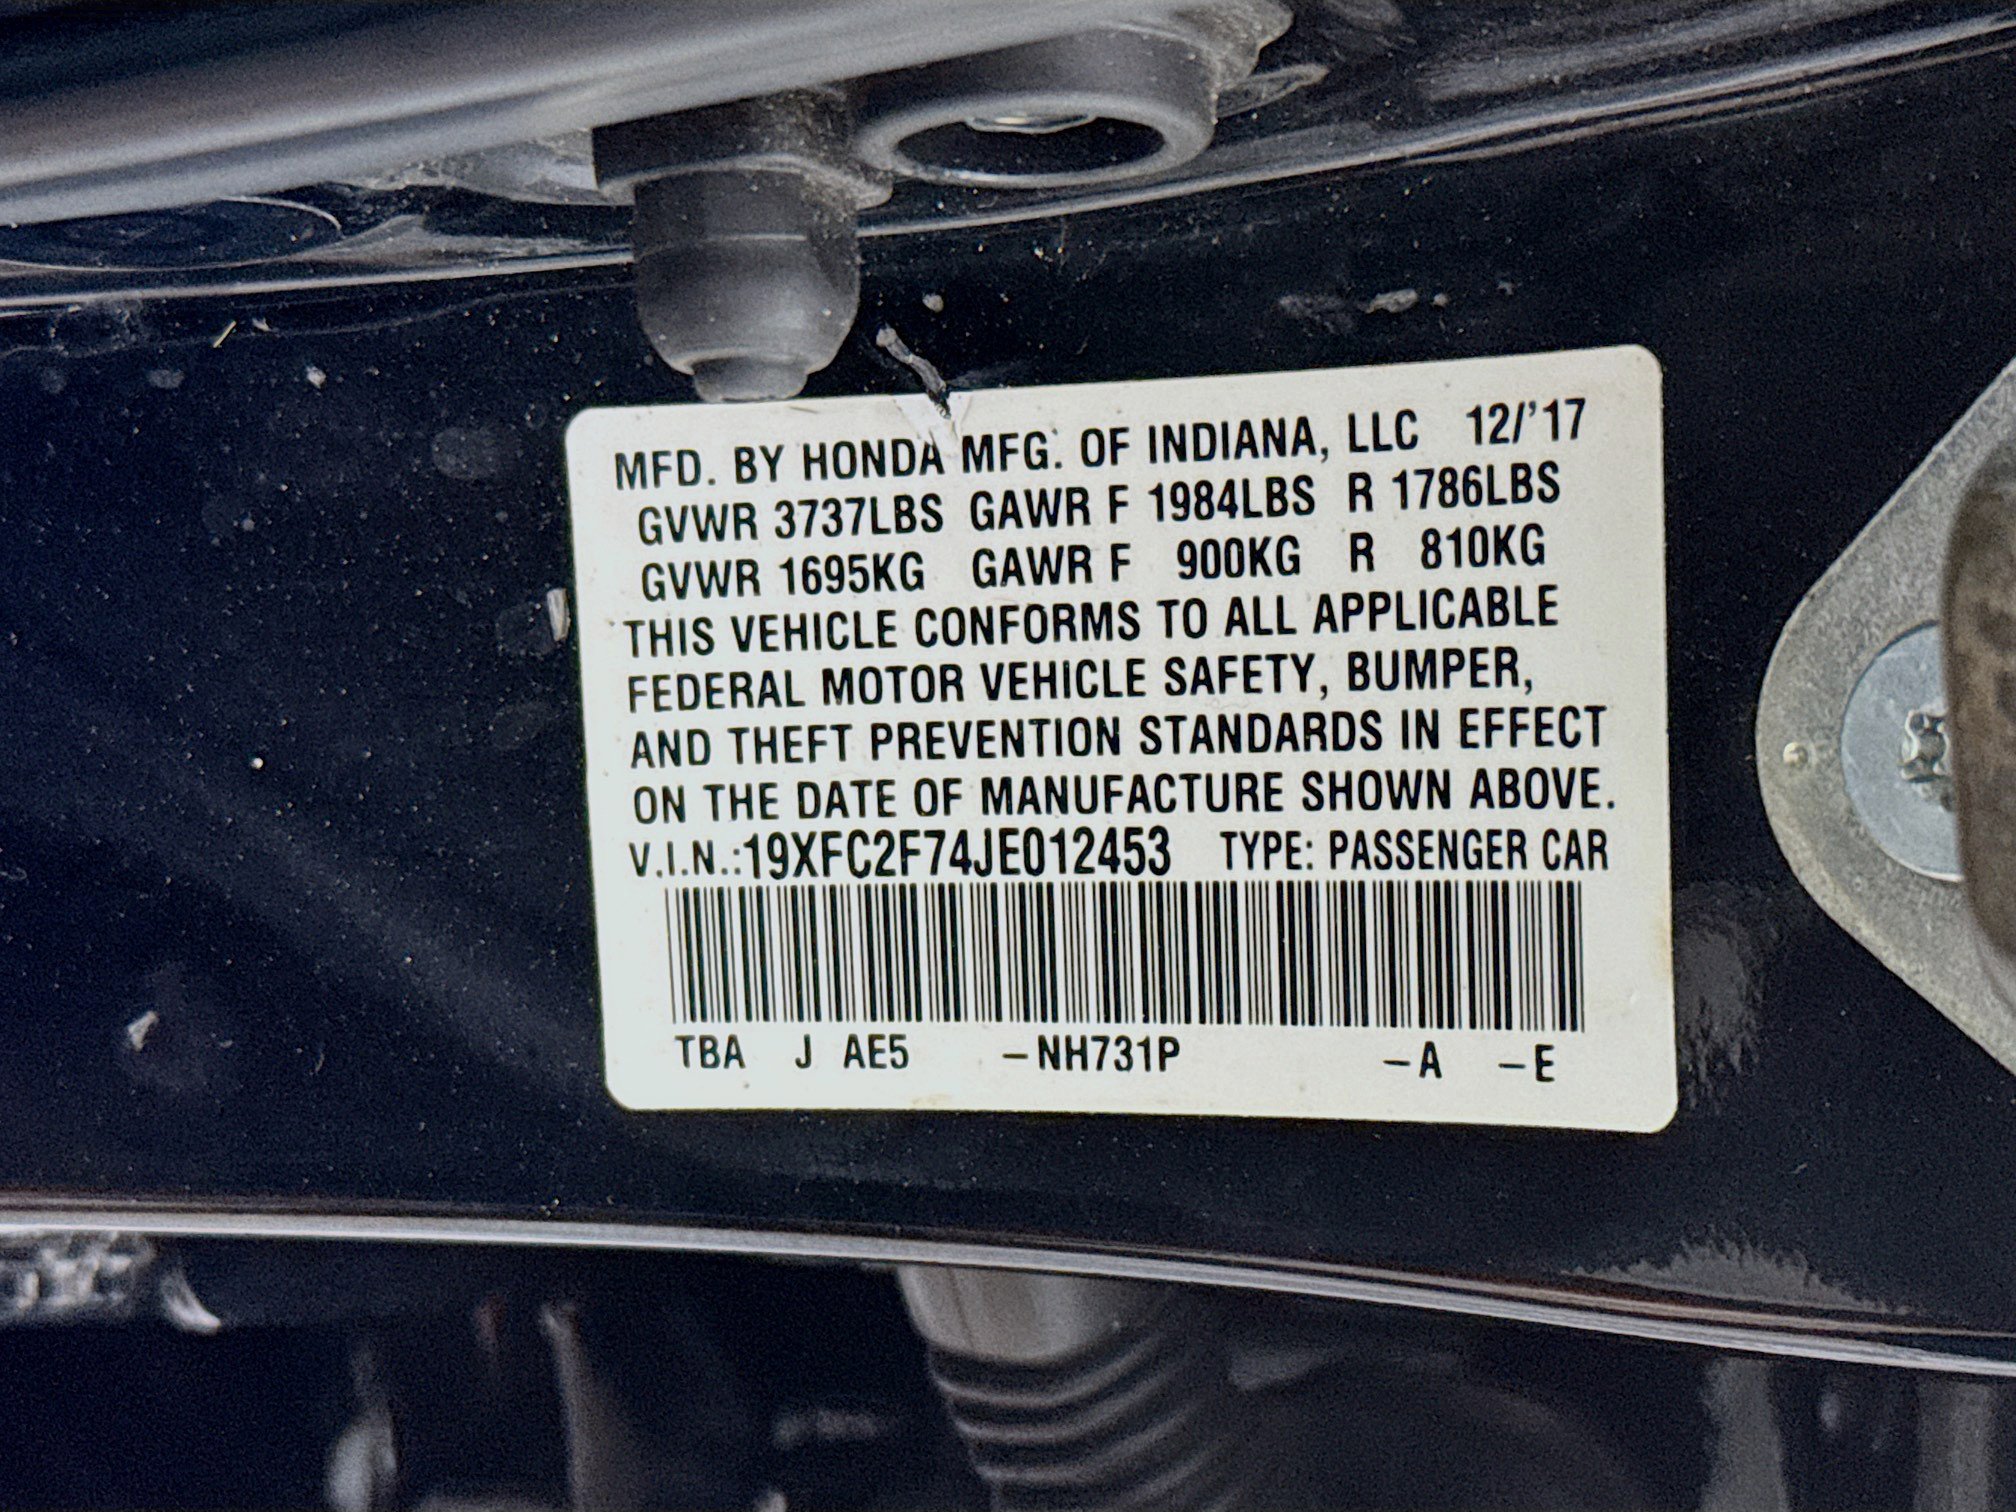 MFD. BY HONDA MFG. OF INDIANA, LLC 12/'17
GVWR 3737LBS GAWR F 1984LBS R 1786LBS
GVWR 1695KG GAWR F 900KG R 810KG
THIS VEHICLE CONFORMS TO ALL APPLICABLE
FEDERAL MOTOR VEHICLE SAFETY, BUMPER,
AND THEFT PREVENTION STANDARDS IN EFFECT
ON THE DATE OF MANUFACTURE SHOWN ABOVE.
V.I.N.:19XFC2F74JE012453 TYPE: PASSENGER CAR
TBA J AE5 –NH731P –A –E